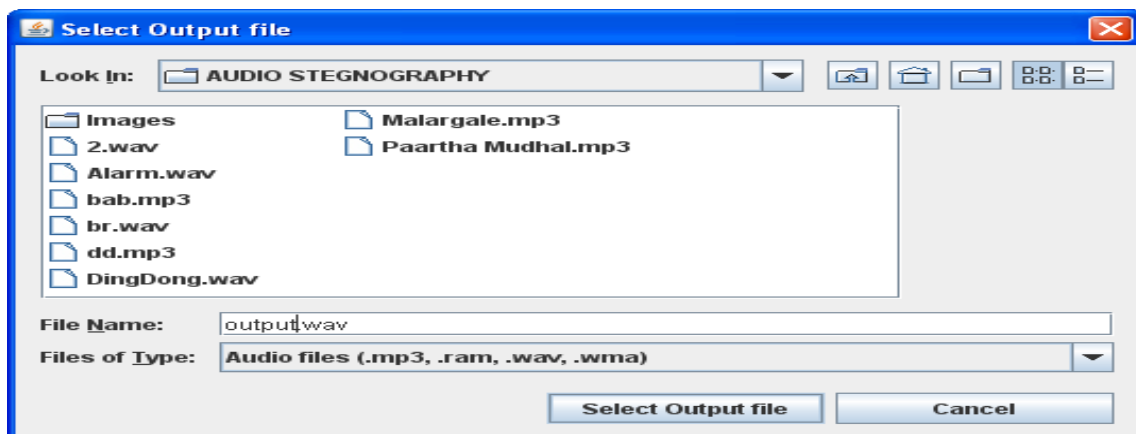 Select Output file
Look In: AUDIO STEGNOGRAPHY
Images
2.wav
Alarm.wav
bab.mp3
br.wav
dd.mp3
DingDong.wav
Malargale.mp3
Paartha Mudhal.mp3
File Name: output.wav
Files of Type: Audio files (.mp3, .ram, .wav, .wma)
Select Output file Cancel